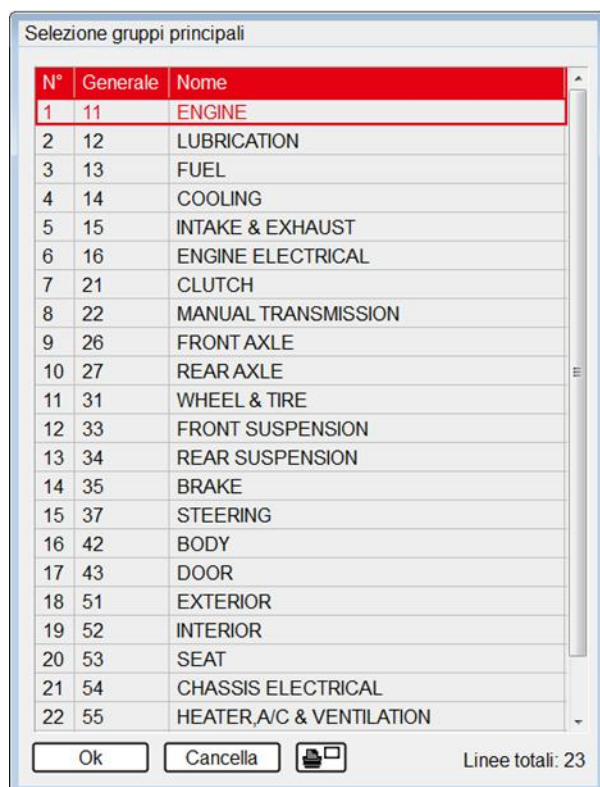 Selezione gruppi principali
N° Generale Nome
1 11 ENGINE
2 12 LUBRICATION
3 13 FUEL
4 14 COOLING
5 15 INTAKE & EXHAUST
6 16 ENGINE ELECTRICAL
7 21 CLUTCH
8 22 MANUAL TRANSMISSION
9 26 FRONT AXLE
10 27 REAR AXLE
11 31 WHEEL & TIRE
12 33 FRONT SUSPENSION
13 34 REAR SUSPENSION
14 35 BRAKE
15 37 STEERING
16 42 BODY
17 43 DOOR
18 51 EXTERIOR
19 52 INTERIOR
20 53 SEAT
21 54 CHASSIS ELECTRICAL
22 55 HEATER,A/C & VENTILATION
Ok Cancella Linee totali: 23